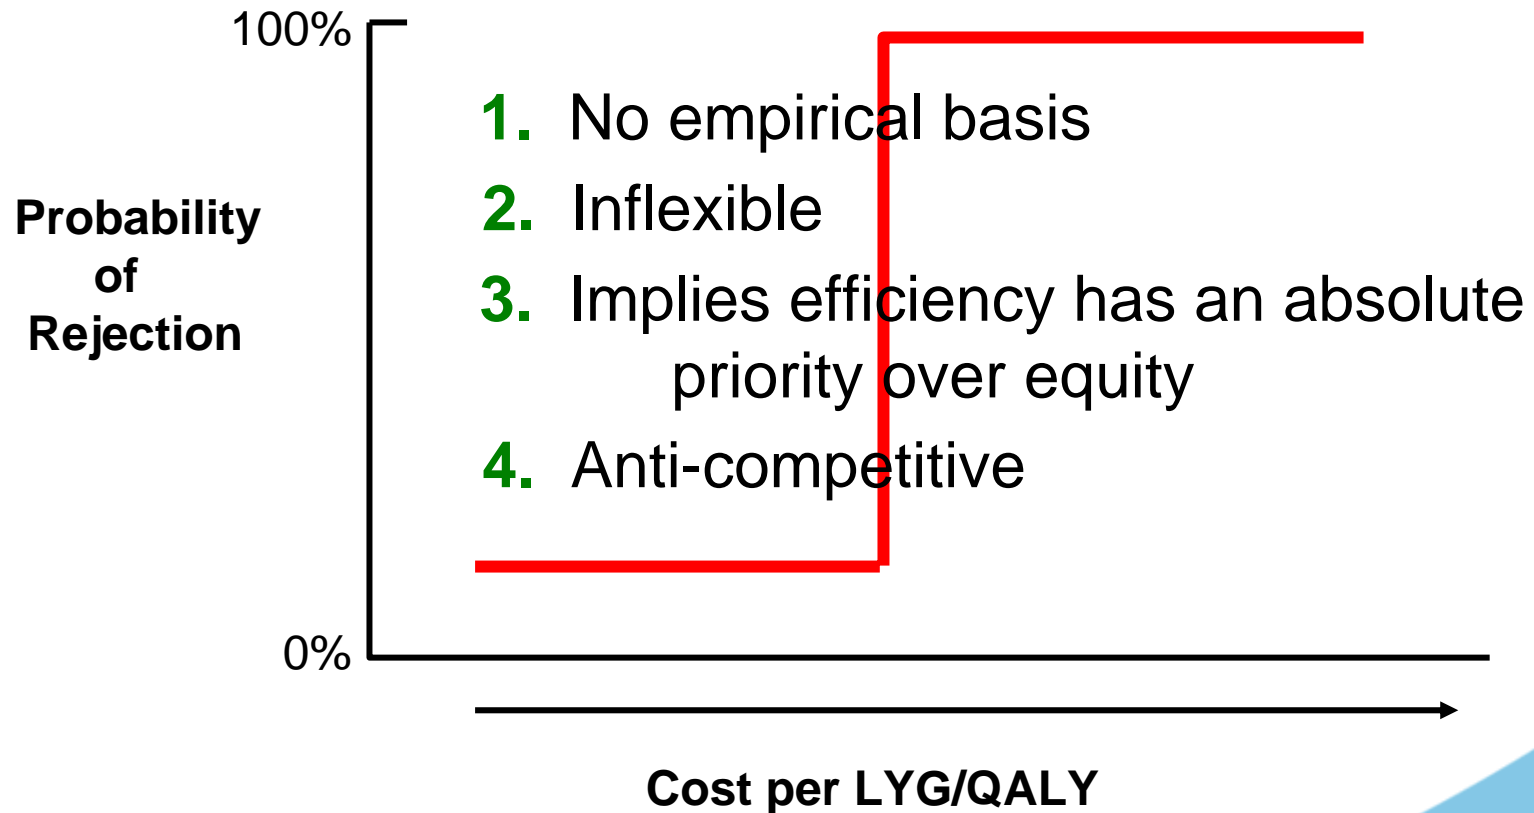 100%
1. No empirical basis
2. Inflexible
Probability
of
Rejection
3. Implies efficiency has an absolute
priority over equity
4. Anti-competitive
0%
Cost per LYG/QALY